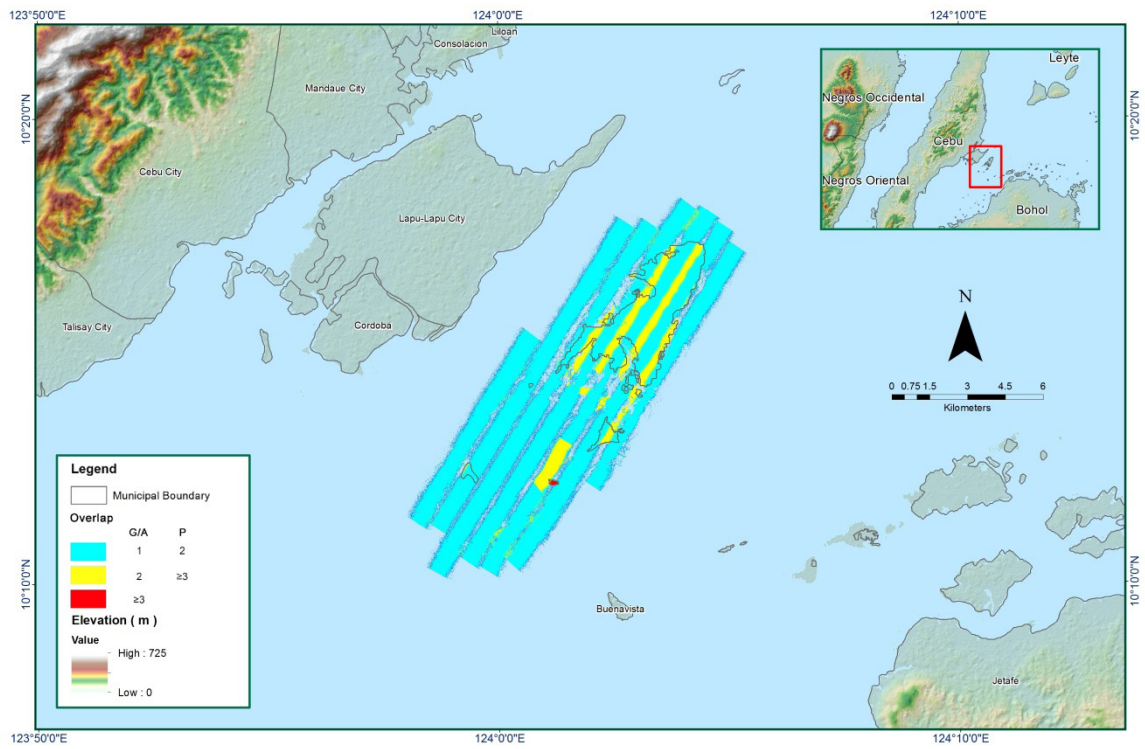 123°50'0"E
124°0'0"E
124°10'0"E
Liloan
Consolacion
Mandaue City
Cebu City
Lapu-Lapu City
Talisay City
Cordoba
Buenavista
Jetafe
10°20'0"N
10°10'0"N
10°20'0"N
10°10'0"N
Leyte
Negros Occidental
Cebu
Negros Oriental
Bohol
N
0 0.75 1.5 3 4.5 6
Kilometers
Legend
Municipal Boundary
Overlap
G/A P
1 2
2 ≥3
≥3
Elevation ( m )
Value
High : 725
Low : 0
123°50'0"E
124°0'0"E
124°10'0"E